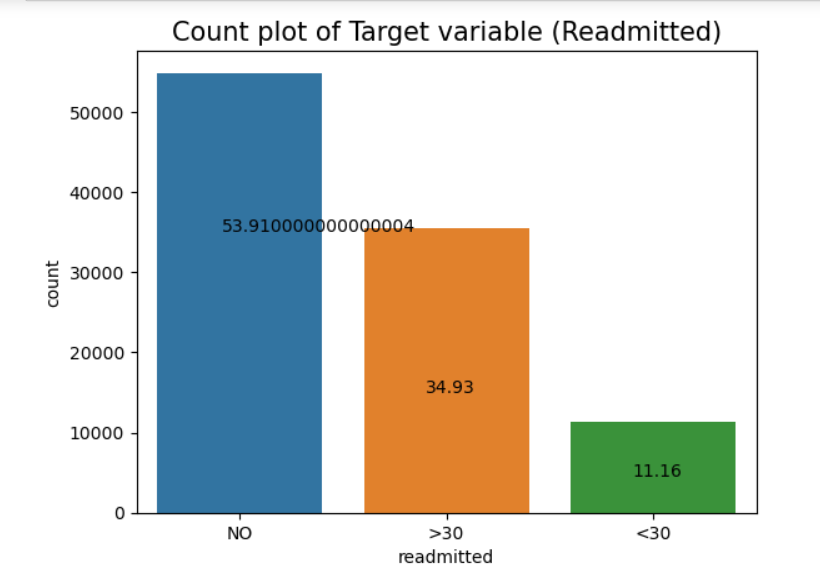 Count plot of Target variable (Readmitted)
50000
40000
30000
20000
10000
0
count
53.910000000000004
34.93
11.16
NO
>30
<30
readmitted